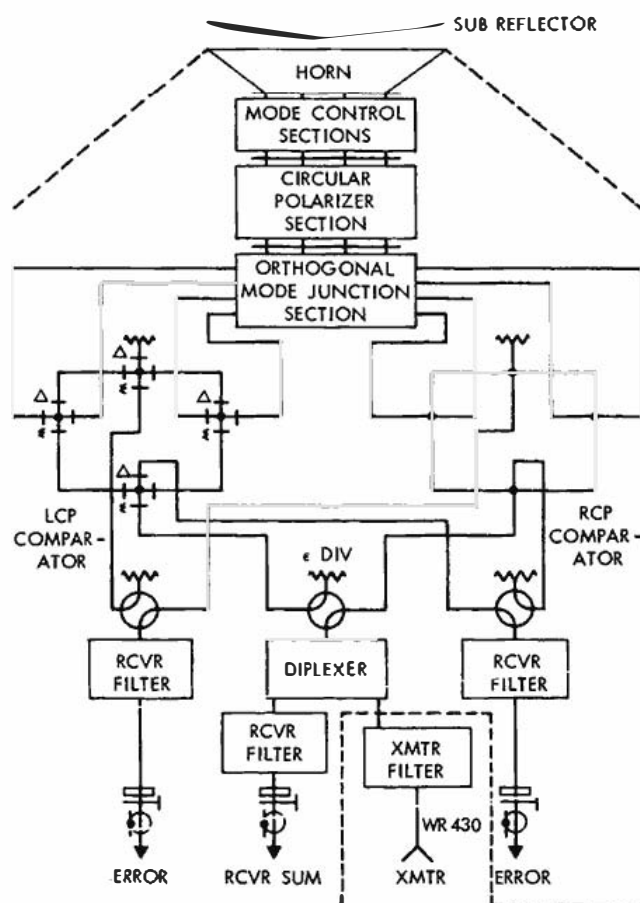 SUB REFLECTOR
HORN
MODE CONTROL
SECTIONS
CIRCULAR
POLARIZER
SECTION
ORTHOGONAL
MODE JUNCTION
SECTION
Δ
Δ
Δ
Δ
LCP
COMPAR-
ATOR
RCP
COMPAR-
ATOR
ϵ DIV
RCVR
FILTER
DIPLEXER
RCVR
FILTER
RCVR
FILTER
XMTR
FILTER
WR 430
ERROR
RCVR SUM
XMTR
ERROR